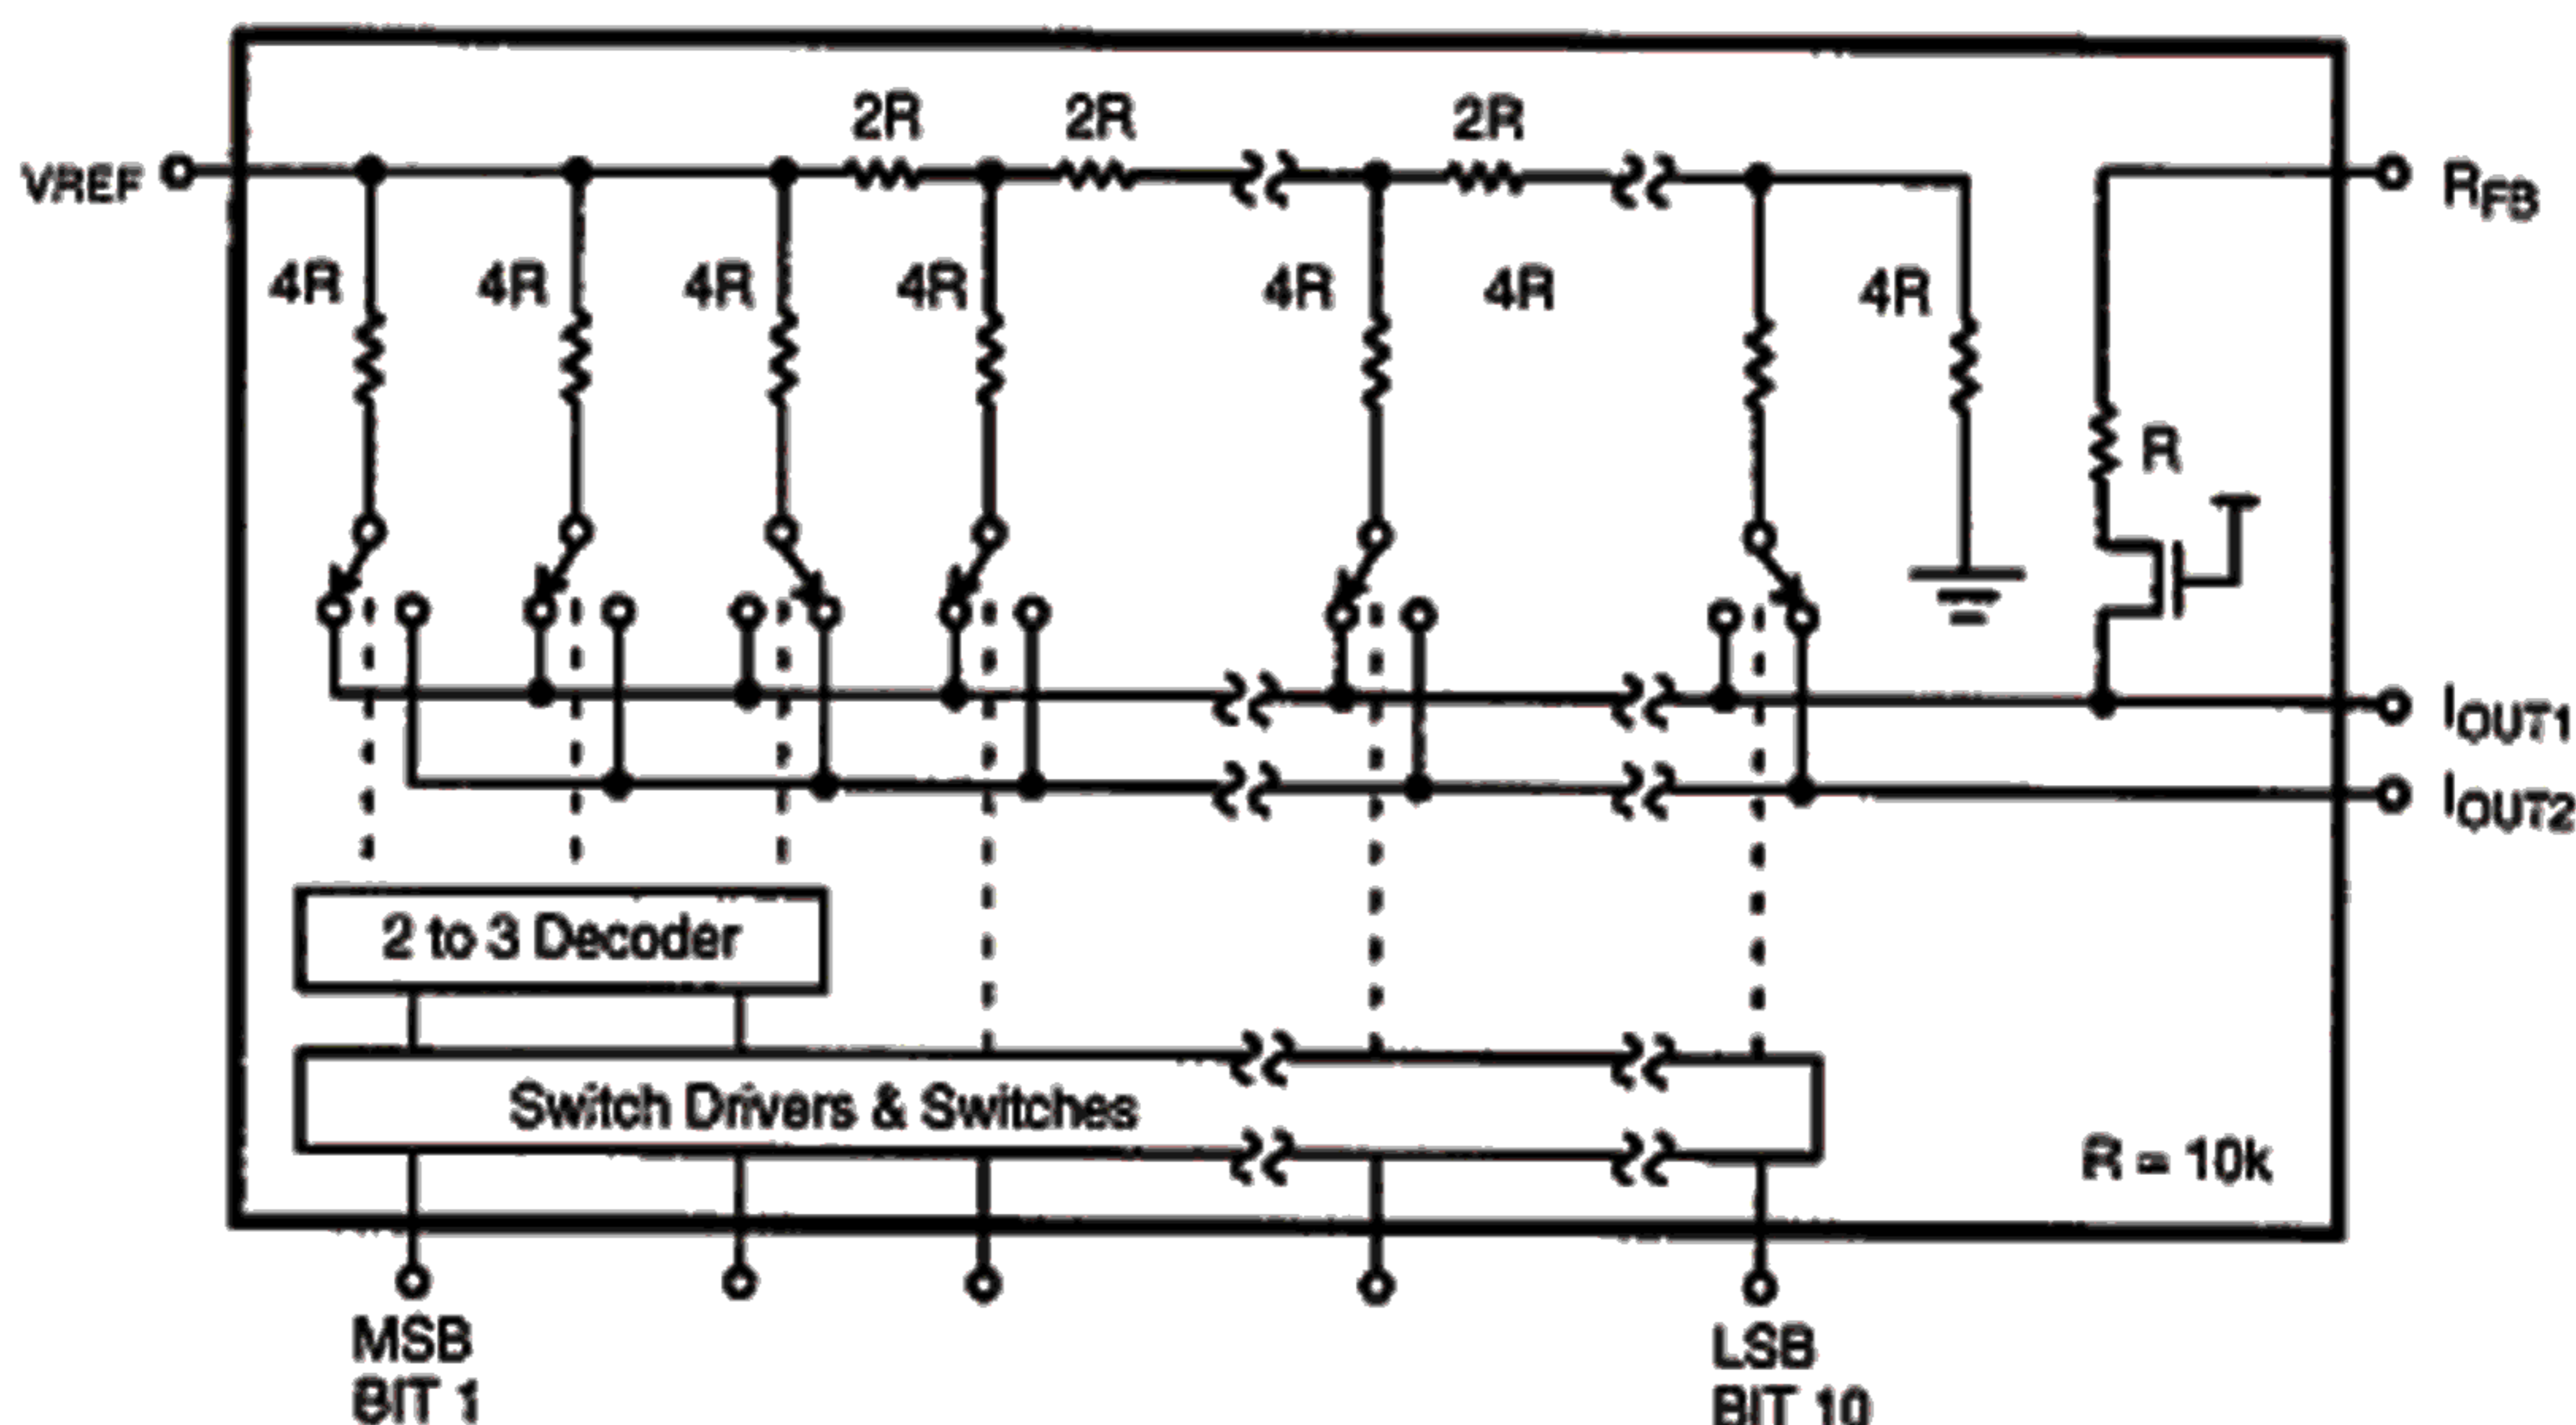 2R 2R 2R
VREF
RFB
4R 4R 4R 4R 4R 4R 4R
R
IOUT1
IOUT2
2 to 3 Decoder
Switch Drivers & Switches
R = 10k
MSB
BIT 1
LSB
BIT 10